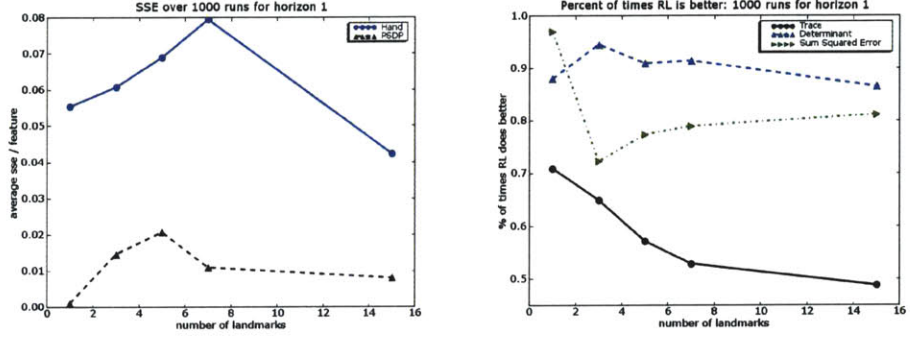 SSE over 1000 runs for horizon 1
Hand
PSDP
average sse / feature
0.08
0.07
0.06
0.05
0.04
0.03
0.02
0.01
0.00
0 2 4 6 8 10 12 14 16
number of landmarks
Percent of times RL is better: 1000 runs for horizon 1
Trace
Determinant
Sum Squared Error
% of times RL does better
1.0
0.9
0.8
0.7
0.6
0.5
0 2 4 6 8 10 12 14 16
number of landmarks